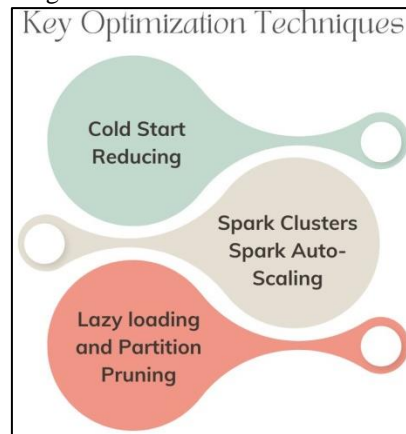 Key Optimization Techniques
Cold Start
Reducing
Spark Clusters
Spark Auto-
Scaling
Lazy loading
and Partition
Pruning